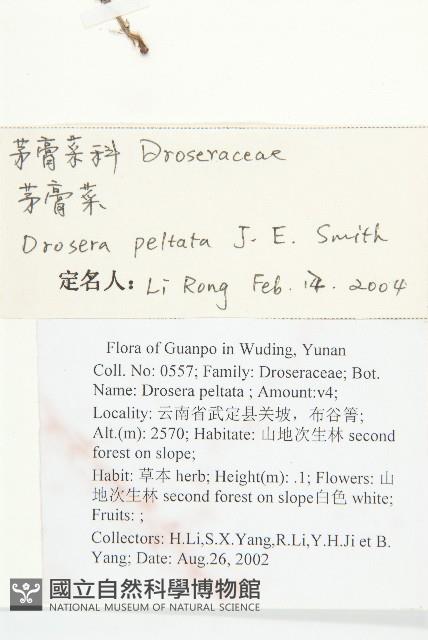 茅膏菜科 Droseraceae
茅膏菜
Drosera peltata J. E. Smith
定名人: Li Rong Feb. 14. 2004
Flora of Guanpo in Wuding, Yunan
Coll. No: 0557; Family: Droseraceae; Bot.
Name: Drosera peltata ; Amount:v4;
Locality: 云南省武定县关坡，布谷箐;
Alt.(m): 2570; Habitate: 山地次生林 second
forest on slope;
Habit: 草本 herb; Height(m): .1; Flowers: 山
地次生林 second forest on slope白色 white;
Fruits: ;
Collectors: H.Li,S.X.Yang,R.Li,Y.H.Ji et B.
Yang; Date: Aug.26, 2002
國立自然科學博物館
NATIONAL MUSEUM OF NATURAL SCIENCE